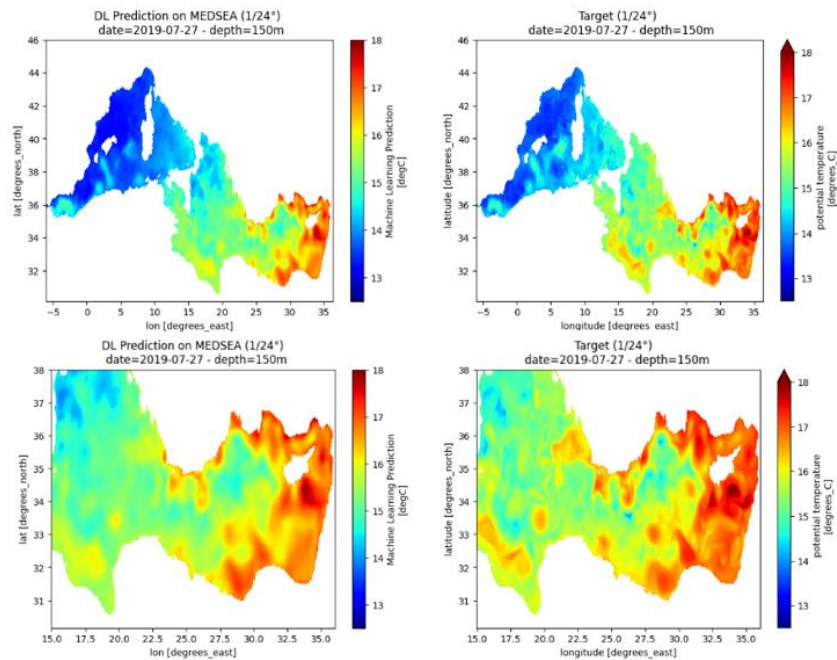 DL Prediction on MEDSEA (1/24°)
date=2019-07-27 - depth=150m
46
44
42
40
38
36
34
32
lat [degrees_north]
-5 0 5 10 15 20 25 30 35
lon [degrees_east]
18
17
16
15
14
13
Machine Learning Prediction
[degC]
Target (1/24°)
date=2019-07-27 - depth=150m
46
44
42
40
38
36
34
32
latitude [degrees_north]
-5 0 5 10 15 20 25 30 35
longitude [degrees_east]
18
17
16
15
14
13
potential temperature
[degrees_C]
DL Prediction on MEDSEA (1/24°)
date=2019-07-27 - depth=150m
38
37
36
35
34
33
32
31
lat [degrees_north]
15.0 17.5 20.0 22.5 25.0 27.5 30.0 32.5 35.0
lon [degrees_east]
18
17
16
15
14
13
Machine Learning Prediction
[degC]
Target (1/24°)
date=2019-07-27 - depth=150m
38
37
36
35
34
33
32
31
latitude [degrees_north]
15.0 17.5 20.0 22.5 25.0 27.5 30.0 32.5 35.0
longitude [degrees_east]
18
17
16
15
14
13
potential temperature
[degrees_C]